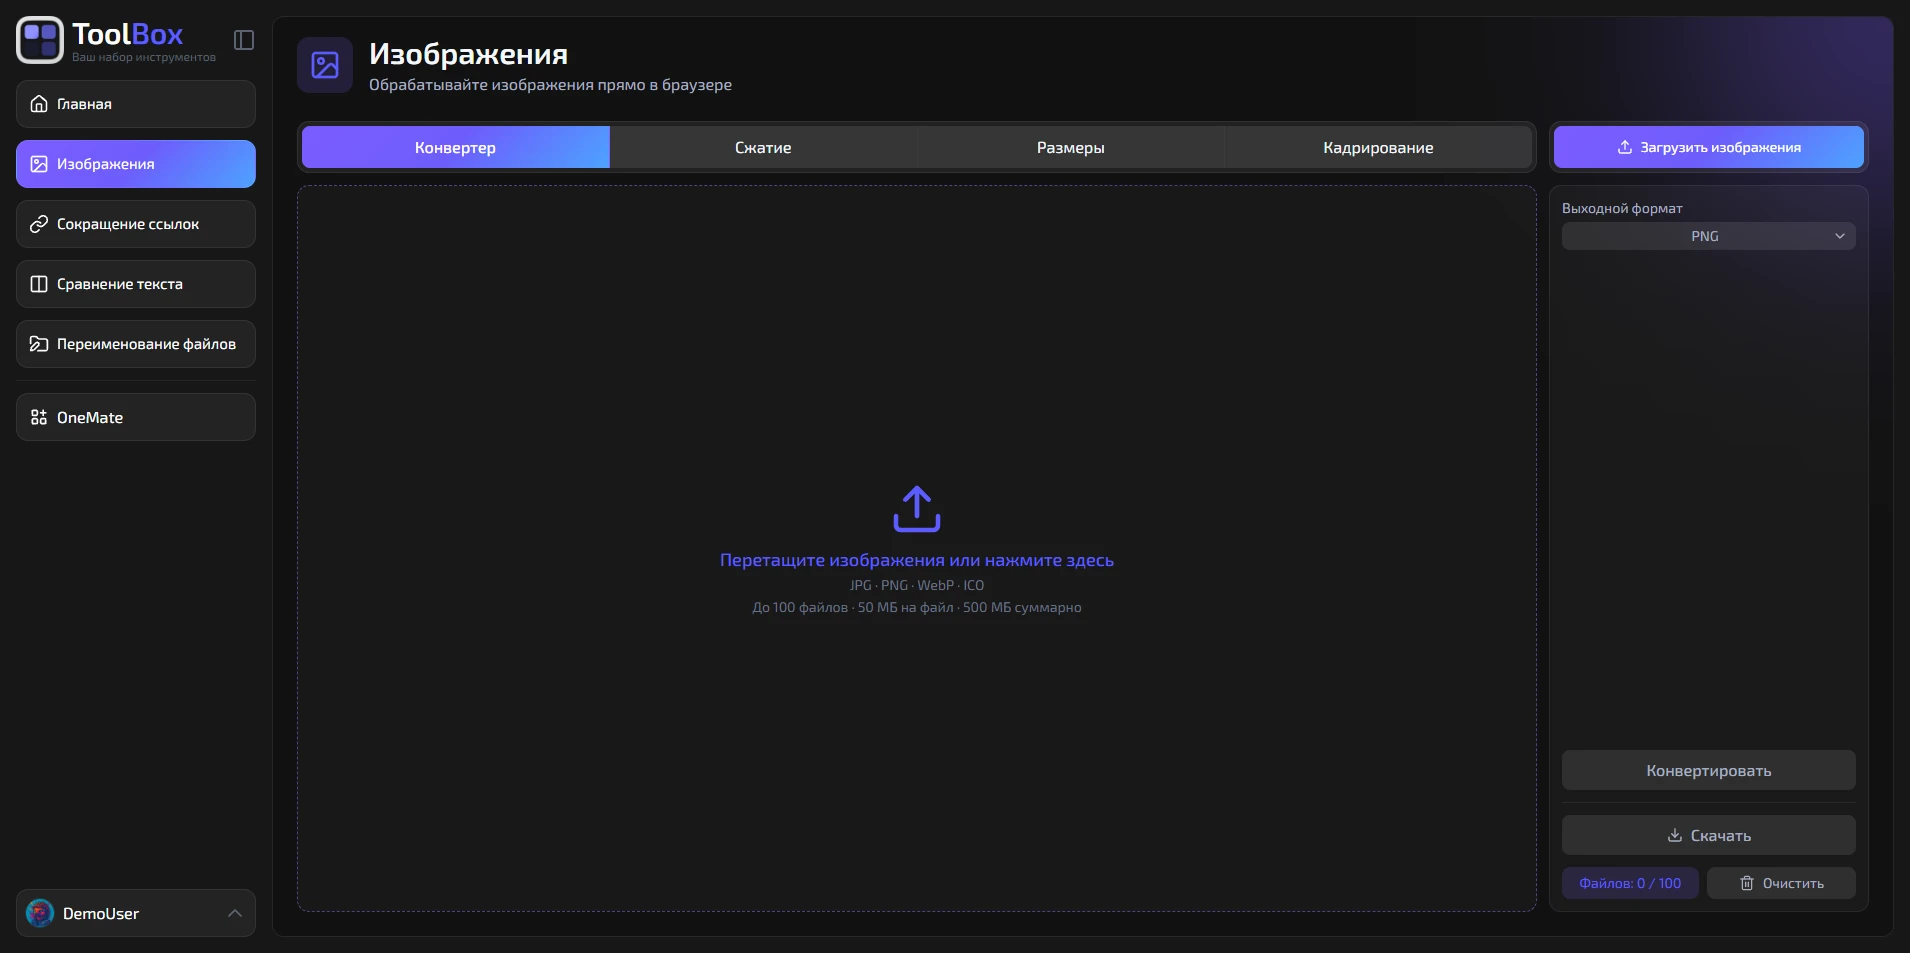 ToolBox
Ваш набор инструментов
Главная
Изображения
Сокращение ссылок
Сравнение текста
Переименование файлов
OneMate
DemoUser
Изображения
Обрабатывайте изображения прямо в браузере
Конвертер
Сжатие
Размеры
Кадрирование
Загрузить изображения
Перетащите изображения или нажмите здесь
JPG · PNG · WebP · ICO
До 100 файлов · 50 МБ на файл · 500 МБ суммарно
Выходной формат
PNG
Конвертировать
Скачать
Файлов: 0 / 100
Очистить